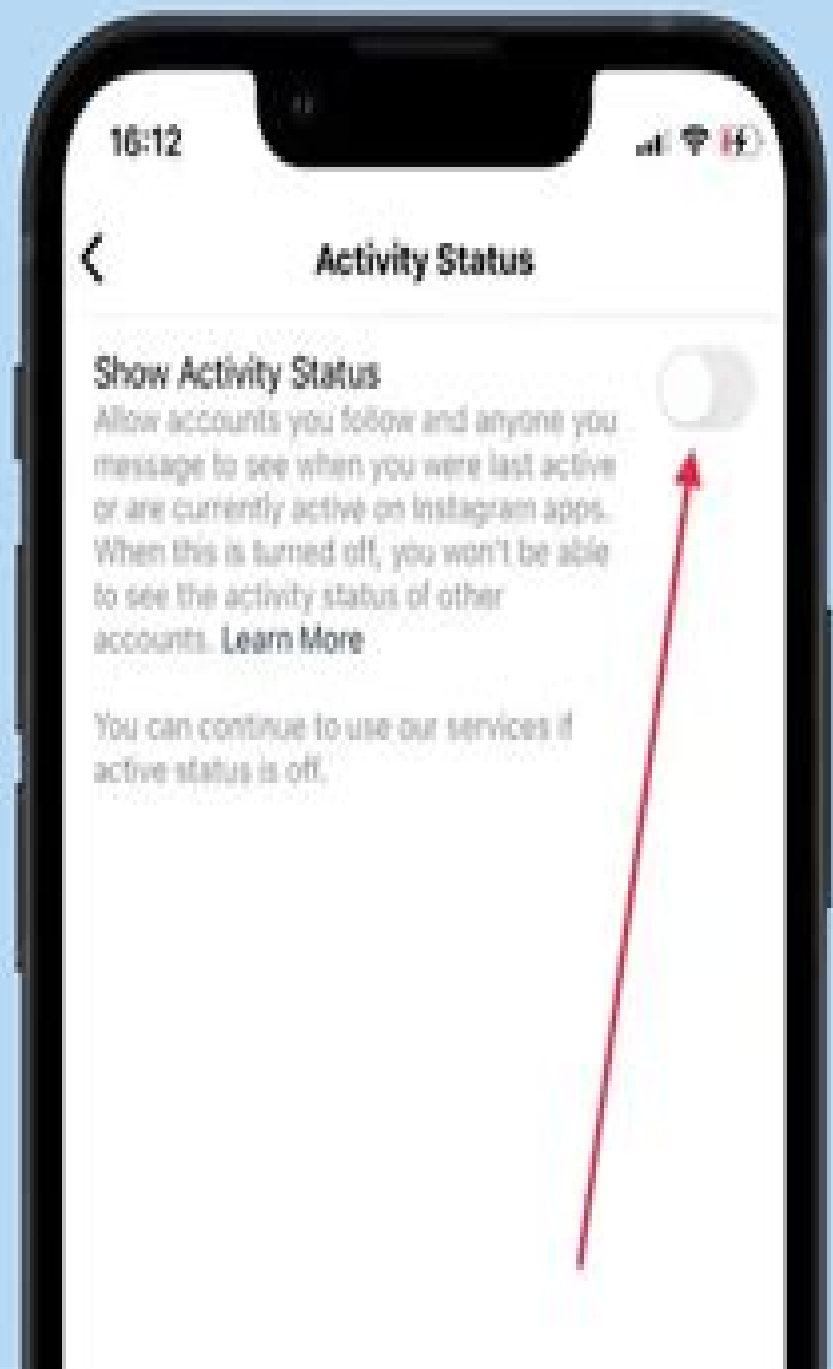 16:12
Activity Status
Show Activity Status
Allow accounts you follow and anyone you
message to see when you were last active
or are currently active on Instagram apps.
When this is turned off, you won't be able
to see the activity status of other
accounts. Learn More
You can continue to use our services if
active status is off.